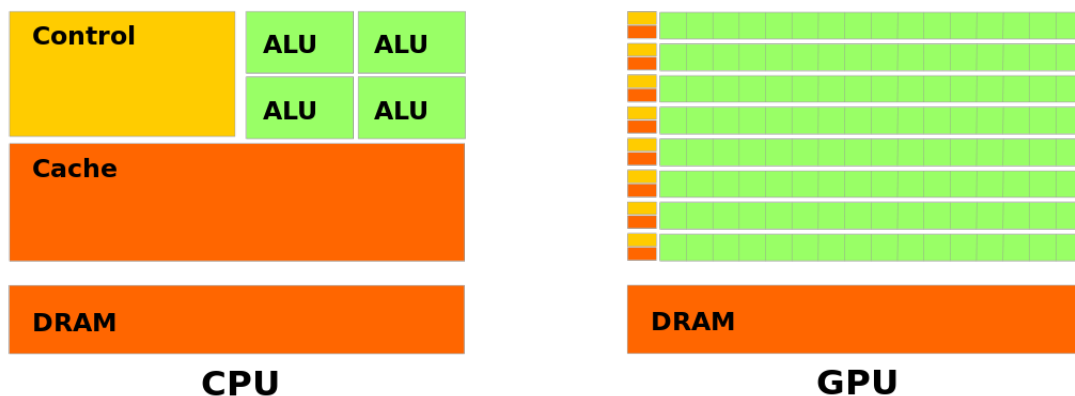 Control
ALU ALU
ALU ALU
Cache
DRAM
CPU
DRAM
GPU